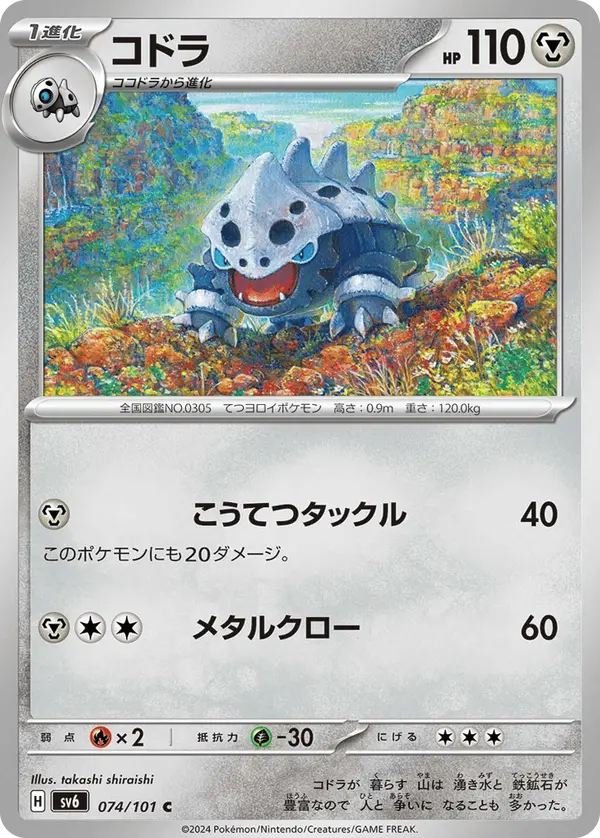 1進化
コドラ
HP 110
ココドラから進化
全国図鑑NO.0305 てつヨロイポケモン 高さ:0.9m 重さ:120.0kg
こうてつタックル 40
このポケモンにも20ダメージ。
メタルクロー 60
弱点 ×2 抵抗力 -30 にげる
Illus. takashi shiraishi
H sv6 074/101 C
コドラが 暮らす 山は 湧き水と 鉄鉱石が
豊富なので 人と 争いに なることも 多かった。
©2024 Pokémon/Nintendo/Creatures/GAME FREAK.